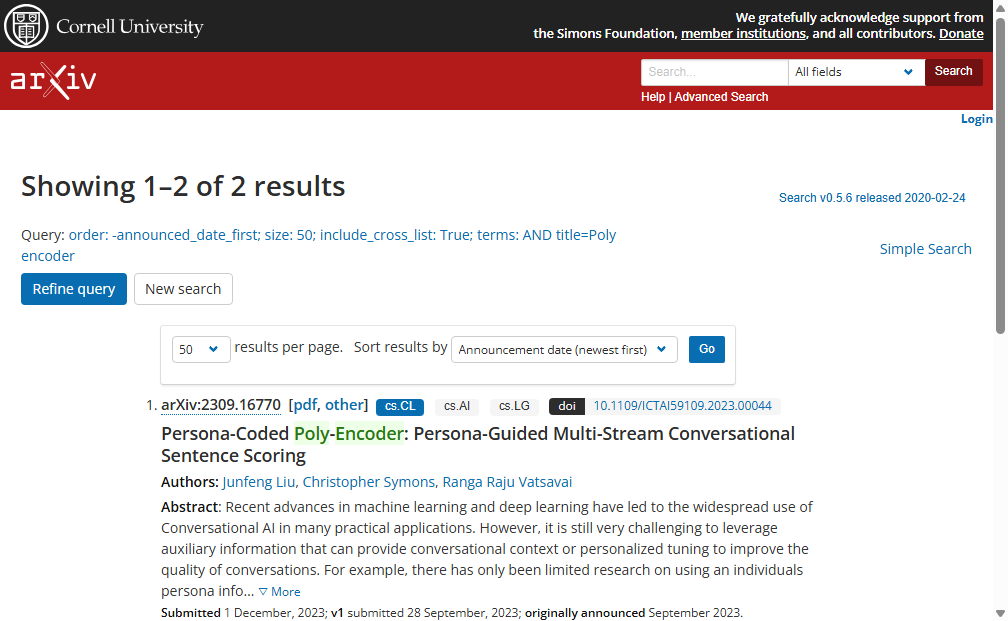 Cornell University
We gratefully acknowledge support from
the Simons Foundation, member institutions, and all contributors. Donate
arXiv
Search...
All fields
Search
Help | Advanced Search
Login
Showing 1–2 of 2 results
Search v0.5.6 released 2020-02-24
Query: order: -announced_date_first; size: 50; include_cross_list: True; terms: AND title=Poly
encoder
Simple Search
Refine query
New search
50 results per page. Sort results by Announcement date (newest first) Go
1. arXiv:2309.16770 [pdf, other] cs.CL cs.AI cs.LG doi 10.1109/ICTAI59109.2023.00044
Persona-Coded Poly-Encoder: Persona-Guided Multi-Stream Conversational
Sentence Scoring
Authors: Junfeng Liu, Christopher Symons, Ranga Raju Vatsavai
Abstract: Recent advances in machine learning and deep learning have led to the widespread use of
Conversational AI in many practical applications. However, it is still very challenging to leverage
auxiliary information that can provide conversational context or personalized tuning to improve the
quality of conversations. For example, there has only been limited research on using an individuals
persona info... ▽ More
Submitted 1 December, 2023; v1 submitted 28 September, 2023; originally announced September 2023.